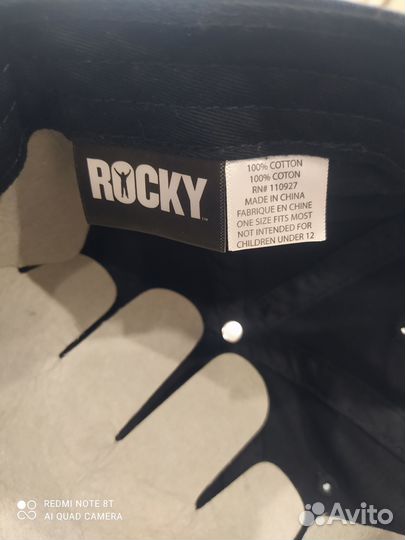 ROCKY
100% COTTON
100% COTON
RN# 110927
MADE IN CHINA
FABRIQUE EN CHINE
ONE SIZE FITS MOST
NOT INTENDED FOR
CHILDREN UNDER 12
REDMI NOTE 8T
AI QUAD CAMERA
Avito